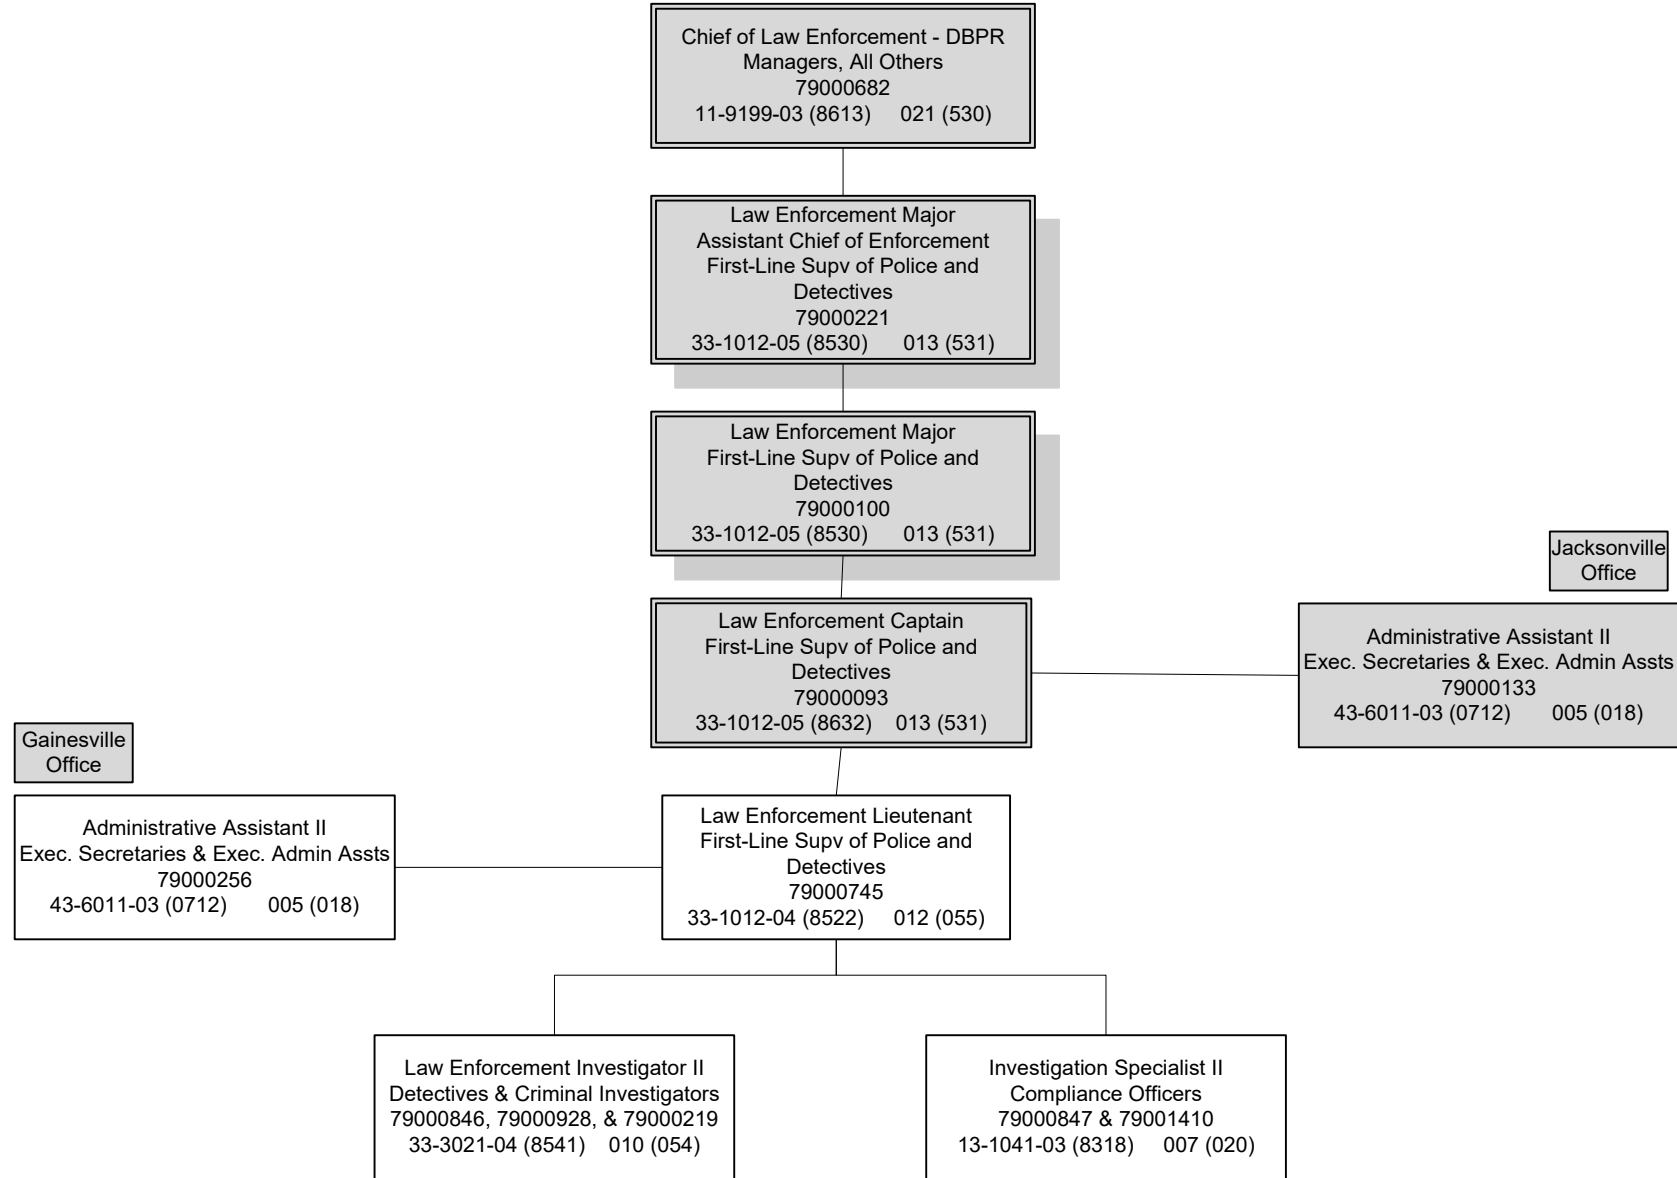 Chief of Law Enforcement - DBPR
Managers, All Others
79000682
11-9199-03 (8613) 021 (530)
Law Enforcement Major
Assistant Chief of Enforcement
First-Line Supv of Police and
Detectives
79000221
33-1012-05 (8530) 013 (531)
Law Enforcement Major
First-Line Supv of Police and
Detectives
79000100
33-1012-05 (8530) 013 (531)
Jacksonville
Office
Law Enforcement Captain
First-Line Supv of Police and
Detectives
79000093
33-1012-05 (8632) 013 (531)
Administrative Assistant II
Exec. Secretaries & Exec. Admin Assts
79000133
43-6011-03 (0712) 005 (018)
Gainesville
Office
Administrative Assistant II
Exec. Secretaries & Exec. Admin Assts
79000256
43-6011-03 (0712) 005 (018)
Law Enforcement Lieutenant
First-Line Supv of Police and
Detectives
79000745
33-1012-04 (8522) 012 (055)
Law Enforcement Investigator II
Detectives & Criminal Investigators
79000846, 79000928, & 79000219
33-3021-04 (8541) 010 (054)
Investigation Specialist II
Compliance Officers
79000847 & 79001410
13-1041-03 (8318) 007 (020)